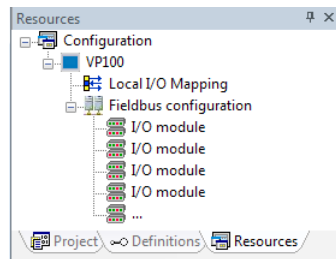 Resources
Configuration
VP100
Local I/O Mapping
Fieldbus configuration
I/O module
I/O module
I/O module
I/O module
...
Project Definitions Resources